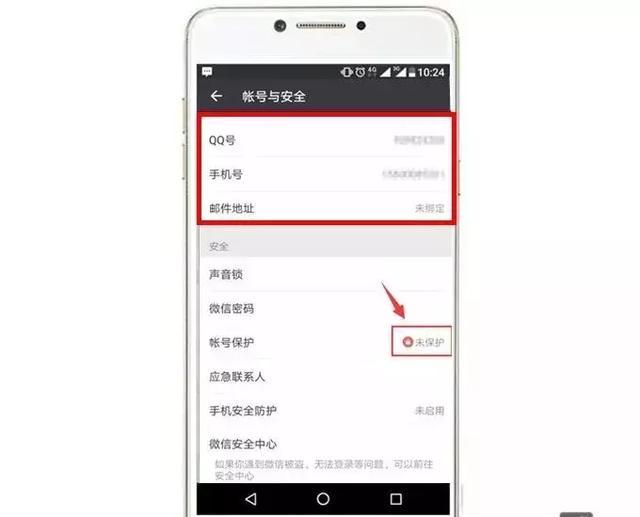 4G
3G
10:24
帐号与安全
QQ号
手机号
邮件地址 未绑定
安全
声音锁
微信密码
帐号保护 未保护
应急联系人
手机安全防护 未启用
微信安全中心
如果你遇到微信被盗、无法登录等问题，可以前往
安全中心